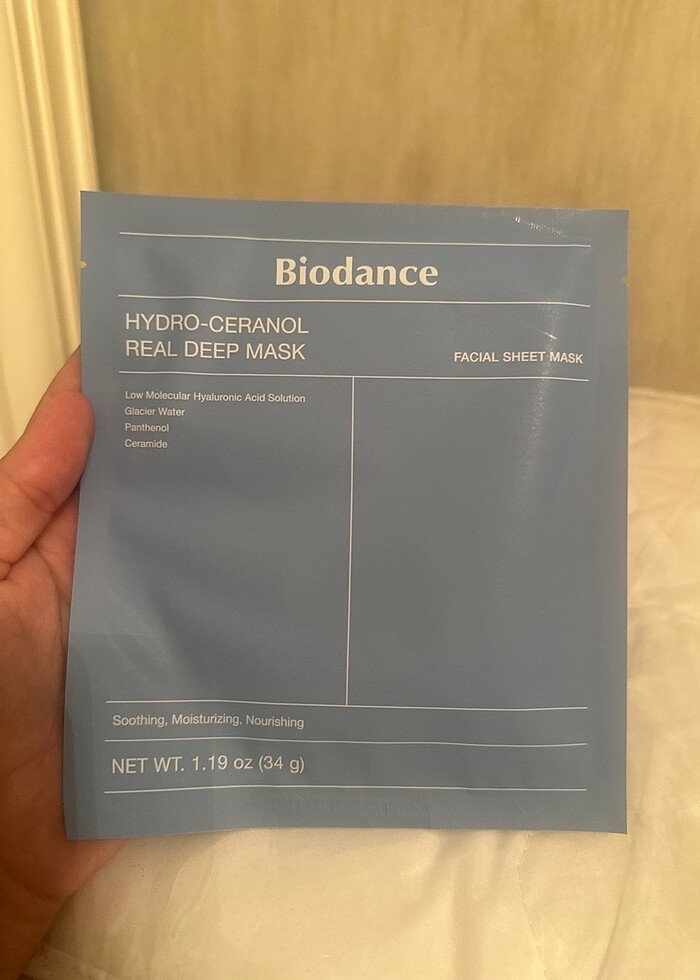 Biodance
HYDRO-CERANOL
REAL DEEP MASK
FACIAL SHEET MASK
Low Molecular Hyaluronic Acid Solution
Glacier Water
Panthenol
Ceramide
Soothing, Moisturizing, Nourishing
NET WT. 1.19 oz (34 g)